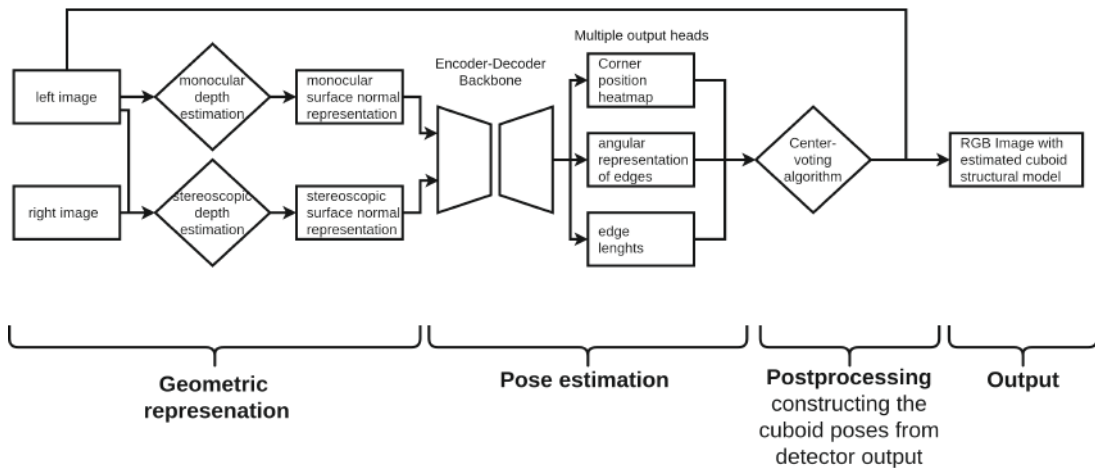 left image
right image
monocular
depth
estimation
stereoscopic
depth
estimation
monocular
surface normal
representation
stereoscopic
surface normal
representation
Encoder-Decoder
Backbone
Multiple output heads
Corner
position
heatmap
angular
representation
of edges
edge
lenghts
Center-
voting
algorithm
RGB Image with
estimated cuboid
structural model
Geometric
represenation
Pose estimation
Postprocessing
constructing the
cuboid poses from
detector output
Output